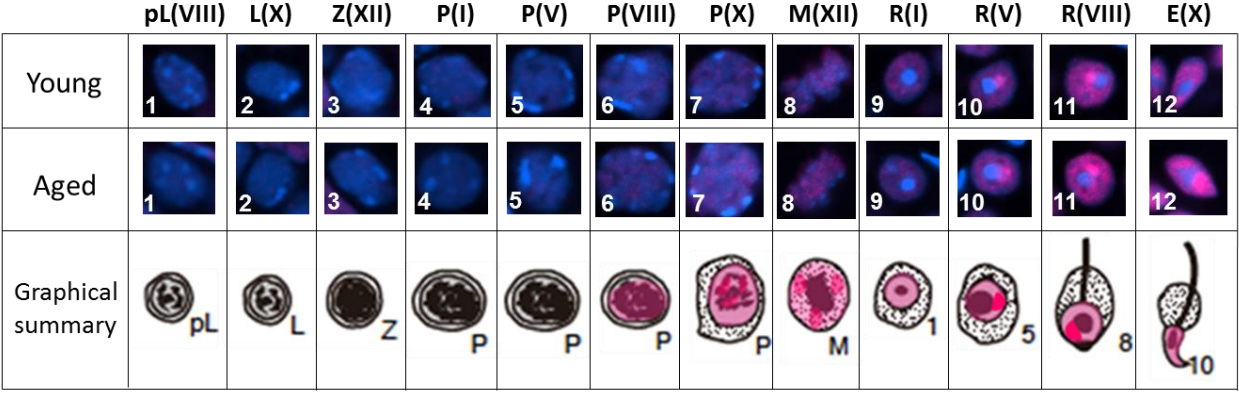 pL(VIII) L(X) Z(XII) P(I) P(V) P(VIII) P(X) M(XII) R(I) R(V) R(VIII) E(X)
Young 1 2 3 4 5 6 7 8 9 10 11 12
Aged 1 2 3 4 5 6 7 8 9 10 11 12
Graphical
summary
pL L Z P P P P M 1 5 8 10